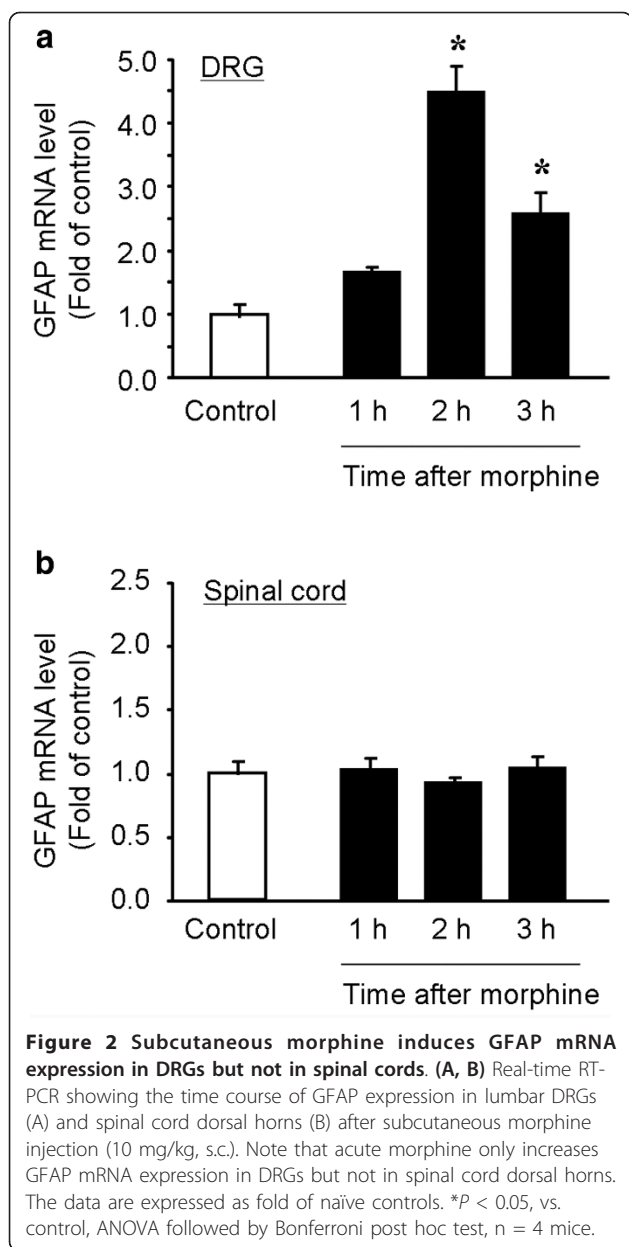 a
DRG
GFAP mRNA level
(Fold of control)
5.0
4.0
3.0
2.0
1.0
0.0
*
*
Control 1 h 2 h 3 h
Time after morphine
b
Spinal cord
GFAP mRNA level
(Fold of control)
2.5
2.0
1.5
1.0
0.5
0.0
Control 1 h 2 h 3 h
Time after morphine
Figure 2 Subcutaneous morphine induces GFAP mRNA
expression in DRGs but not in spinal cords. (A, B) Real-time RT-
PCR showing the time course of GFAP expression in lumbar DRGs
(A) and spinal cord dorsal horns (B) after subcutaneous morphine
injection (10 mg/kg, s.c.). Note that acute morphine only increases
GFAP mRNA expression in DRGs but not in spinal cord dorsal horns.
The data are expressed as fold of naïve controls. *P < 0.05, vs.
control, ANOVA followed by Bonferroni post hoc test, n = 4 mice.